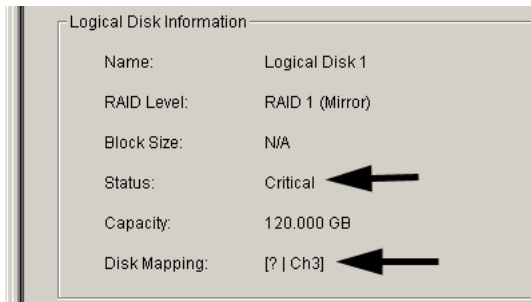 Logical Disk Information
Name: Logical Disk 1
RAID Level: RAID 1 (Mirror)
Block Size: N/A
Status: Critical
Capacity: 120.000 GB
Disk Mapping: [? | Ch3]